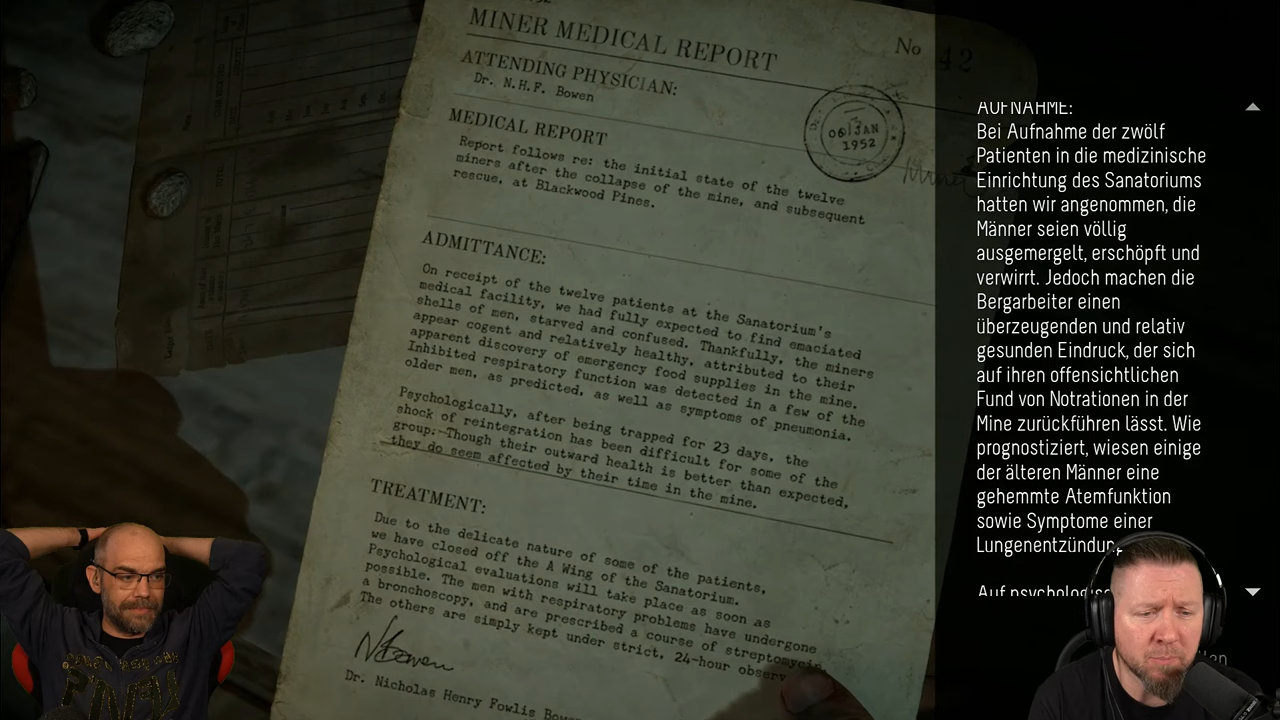 MINER MEDICAL REPORT
No 42
ATTENDING PHYSICIAN:
Dr. N.H.F. Bowen
06 JAN
1952
MEDICAL REPORT
Report follows re: the initial state of the twelve
miners after the collapse of the mine, and subsequent
rescue, at Blackwood Pines.
ADMITTANCE:
On receipt of the twelve patients at the Sanatorium's
medical facility, we had fully expected to find emaciated
shells of men, starved and confused. Thankfully, the miners
appear cogent and relatively healthy, attributed to their
apparent discovery of emergency food supplies in the mine.
Inhibited respiratory function was detected in a few of the
older men, as predicted, as well as symptoms of pneumonia.
Psychologically, after being trapped for 23 days, the
shock of reintegration has been difficult for some of the
group. Though their outward health is better than expected,
they do seem affected by their time in the mine.
TREATMENT:
Due to the delicate nature of some of the patients,
we have closed off the A Wing of the Sanatorium.
Psychological evaluations will take place as soon as
possible. The men with respiratory problems have undergone
a bronchoscopy, and are prescribed a course of streptomycin.
The others are simply kept under strict, 24-hour observ
NBowen
Dr. Nicholas Henry Fowlis Bowen
AUFNAHME:
Bei Aufnahme der zwölf
Patienten in die medizinische
Einrichtung des Sanatoriums
hatten wir angenommen, die
Männer seien völlig
ausgemergelt, erschöpft und
verwirrt. Jedoch machen die
Bergarbeiter einen
überzeugenden und relativ
gesunden Eindruck, der sich
auf ihren offensichtlichen
Fund von Notrationen in der
Mine zurückführen lässt. Wie
prognostiziert, wiesen einige
der älteren Männer eine
gehemmte Atemfunktion
sowie Symptome einer
Lungenentzündun
Auf psychologisc